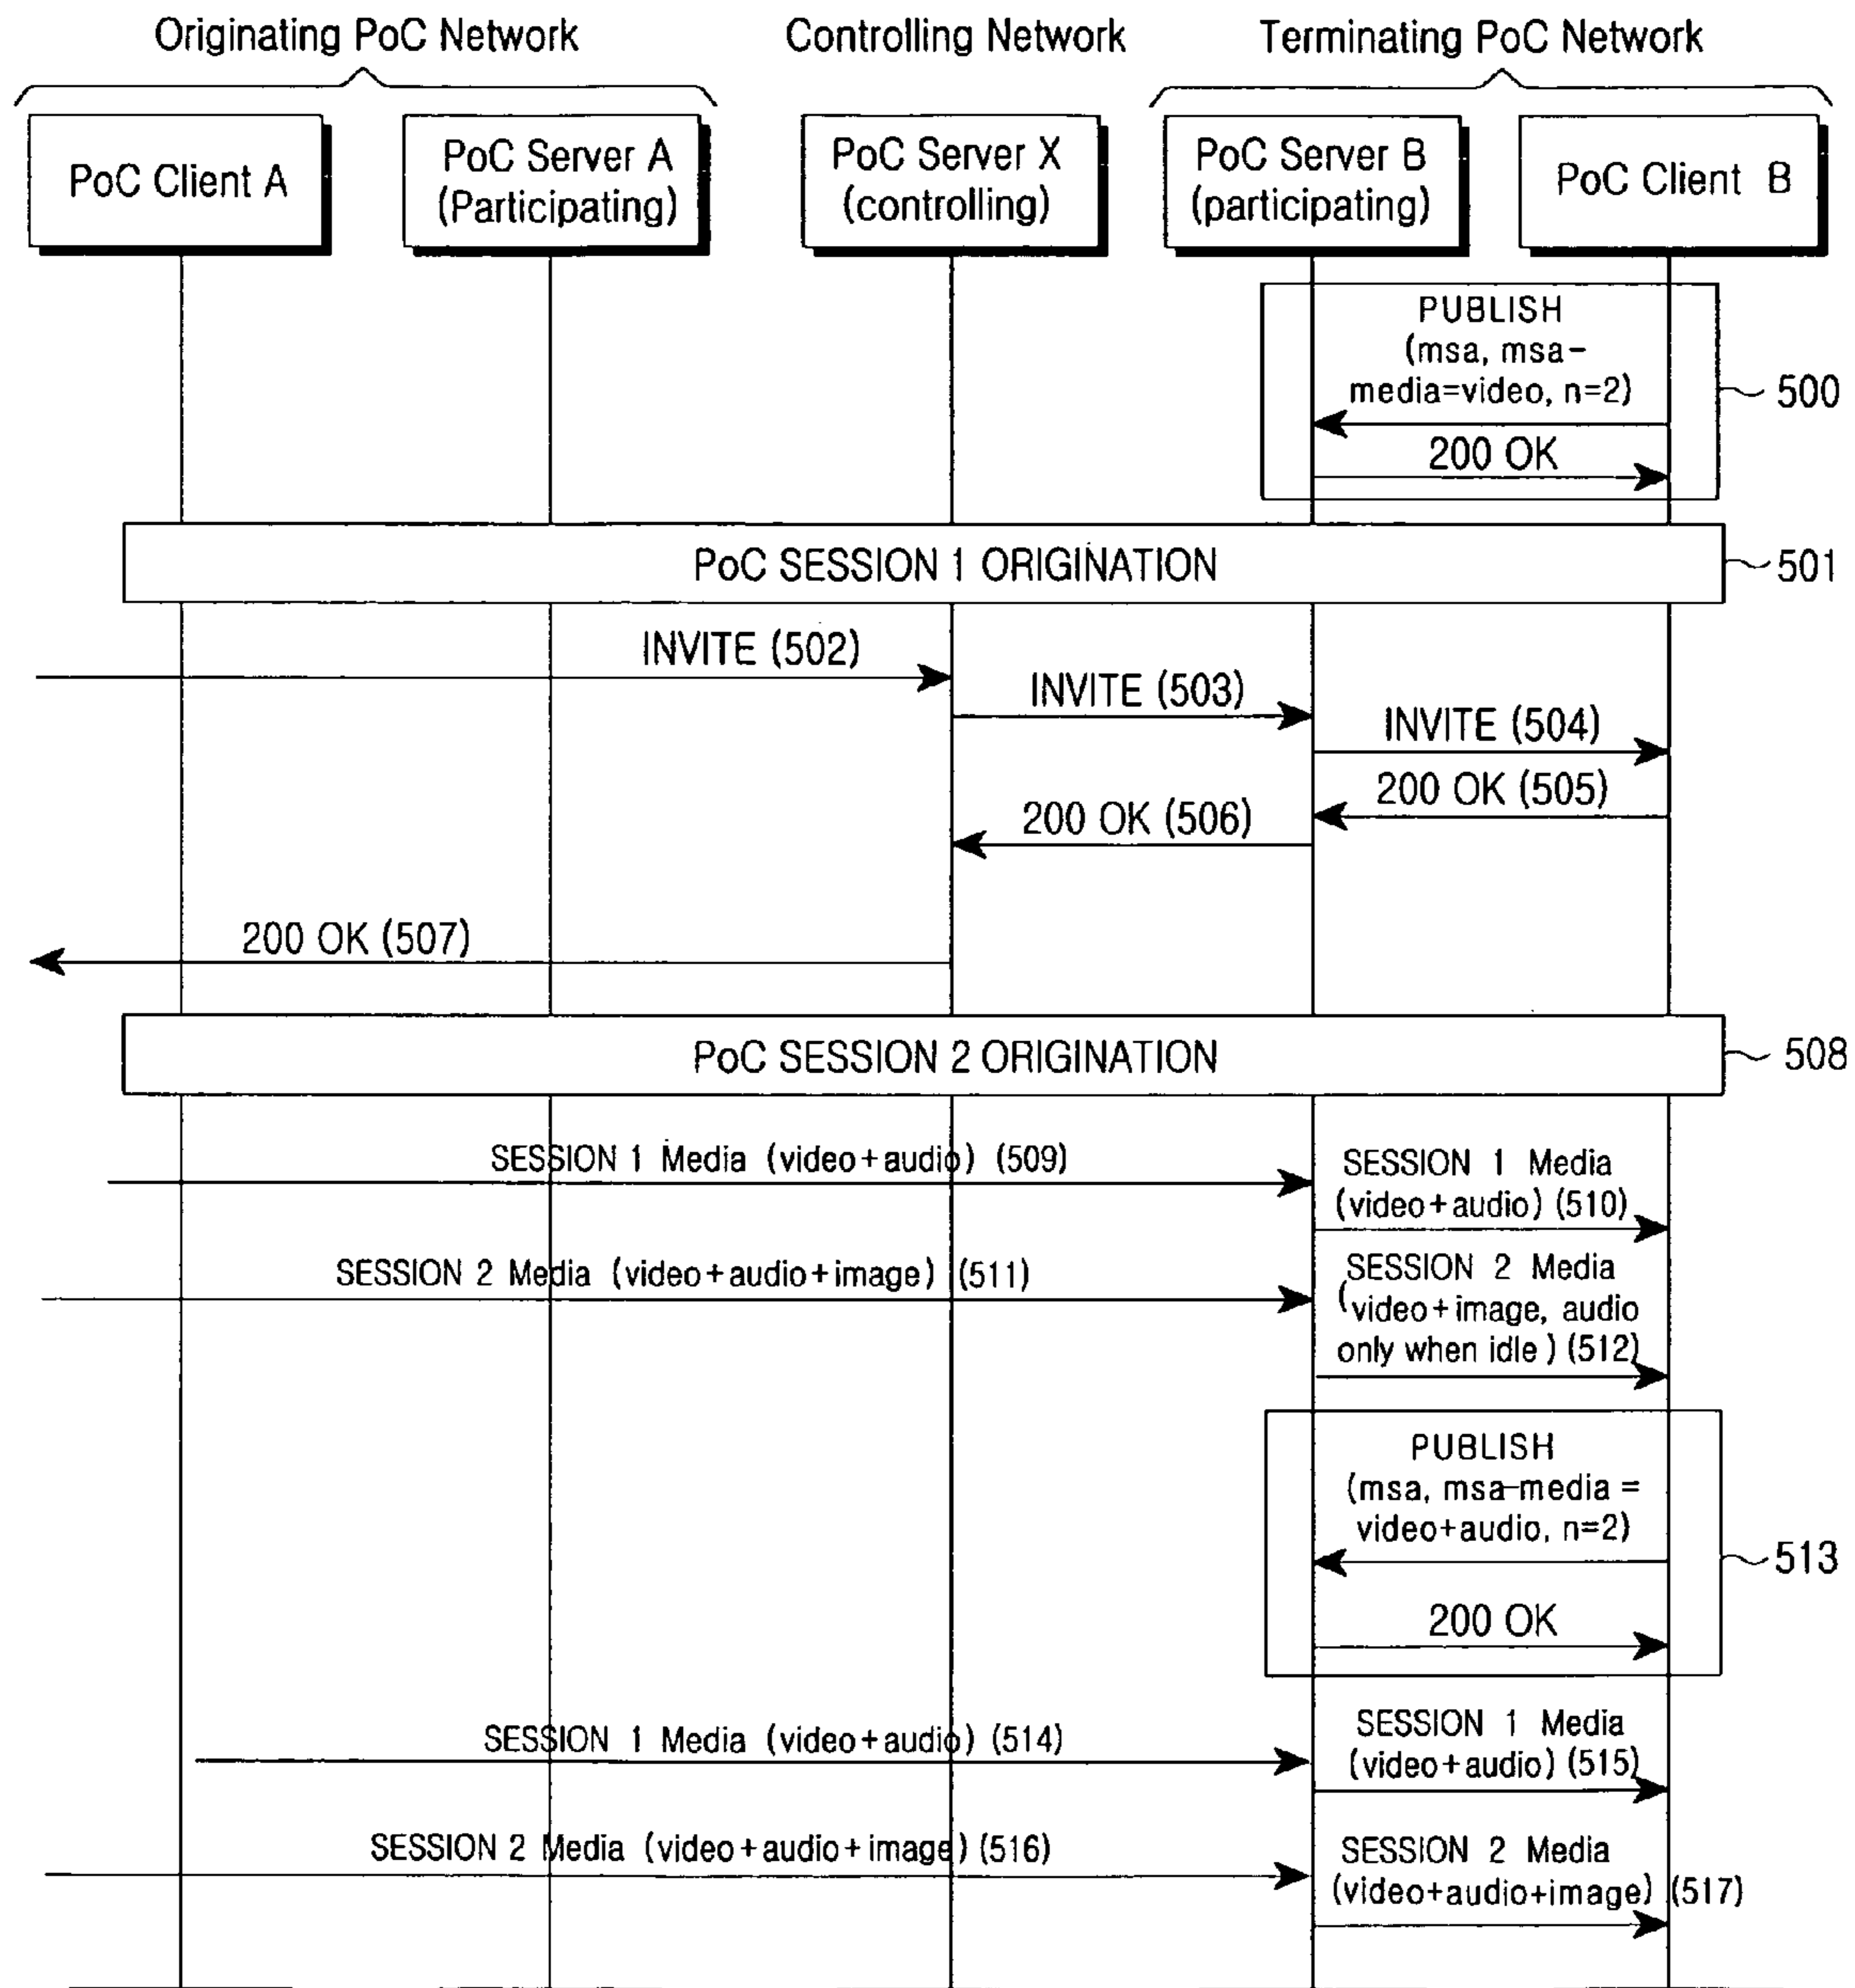 Originating PoC Network
Controlling Network
Terminating PoC Network
PoC Client A
PoC Server A
(Participating)
PoC Server X
(controlling)
PoC Server B
(participating)
PoC Client B
PUBLISH
(msa, msa-
media=video, n=2)
500
200 OK
PoC SESSION 1 ORIGINATION
501
INVITE (502)
INVITE (503)
INVITE (504)
200 OK (505)
200 OK (506)
200 OK (507)
PoC SESSION 2 ORIGINATION
508
SESSION 1 Media (video+audio) (509)
SESSION 1 Media
(video+audio) (510)
SESSION 2 Media (video+audio+image) (511)
SESSION 2 Media
(video+image, audio
only when idle) (512)
PUBLISH
(msa, msa-media =
video+audio, n=2)
513
200 OK
SESSION 1 Media (video+audio) (514)
SESSION 1 Media
(video+audio) (515)
SESSION 2 Media (video+audio+image) (516)
SESSION 2 Media
(video+audio+image) (517)